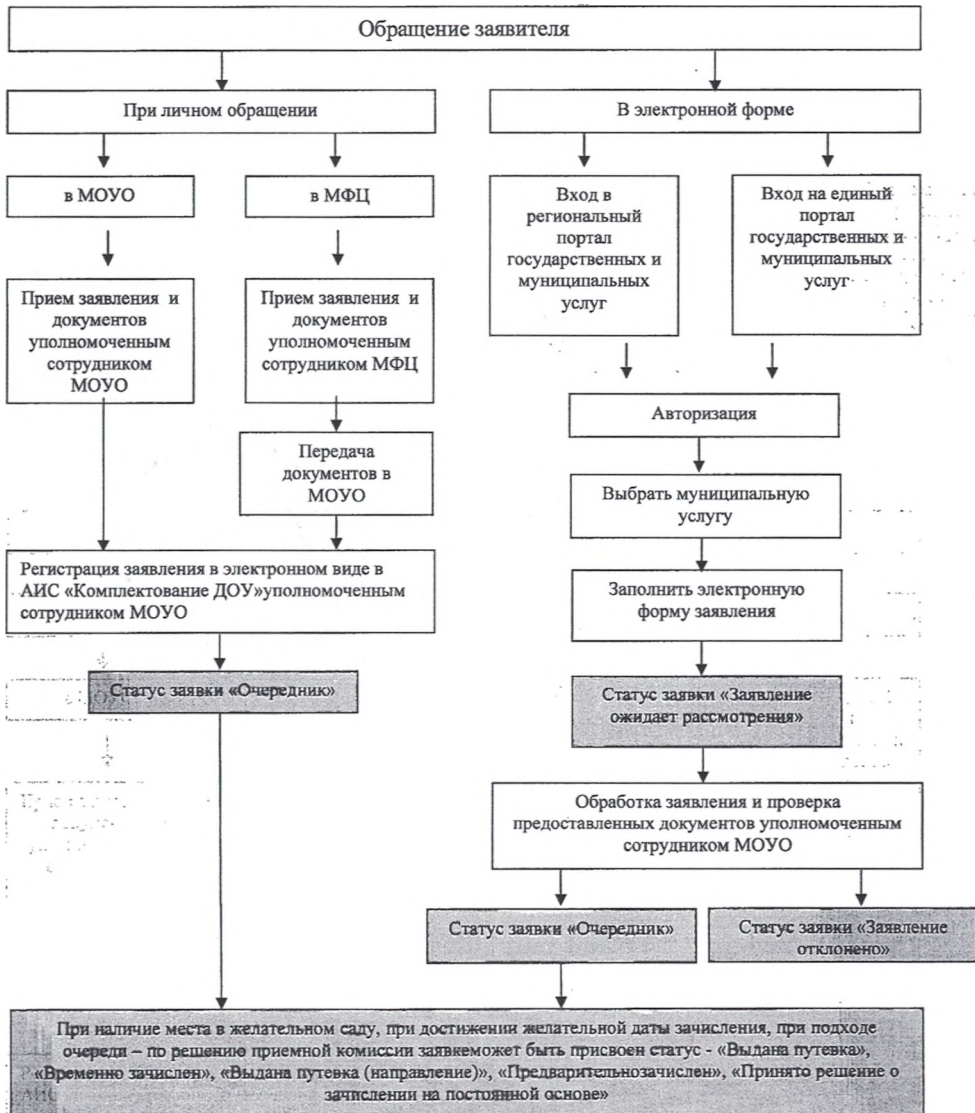 Обращение заявителя
При личном обращении
В электронной форме
в МОУО
в МФЦ
Вход в
региональный
портал
государственных и
муниципальных
услуг
Вход на единый
портал
государственных и
муниципальных
услуг
Прием заявления и
документов
уполномоченным
сотрудником
МОУО
Прием заявления и
документов
уполномоченным
сотрудником МФЦ
Авторизация
Передача
документов в
МОУО
Выбрать муниципальную
услугу
Регистрация заявления в электронном виде в
АИС «Комплектование ДОУ»уполномоченным
сотрудником МОУО
Заполнить электронную
форму заявления
Статус заявки «Очередник»
Статус заявки «Заявление
ожидает рассмотрения»
Обработка заявления и проверка
предоставленных документов уполномоченным
сотрудником МОУО
Статус заявки «Очередник»
Статус заявки «Заявление
отклонено»
При наличие места в желательном саду, при достижении желательной даты зачисления, при подходе
очереди – по решению приемной комиссии заявкеможет быть присвоен статус - «Выдана путевка»,
«Временно зачислен», «Выдана путевка (направление)», «Предварительнозачислен», «Принято решение о
зачислении на постоянной основе»